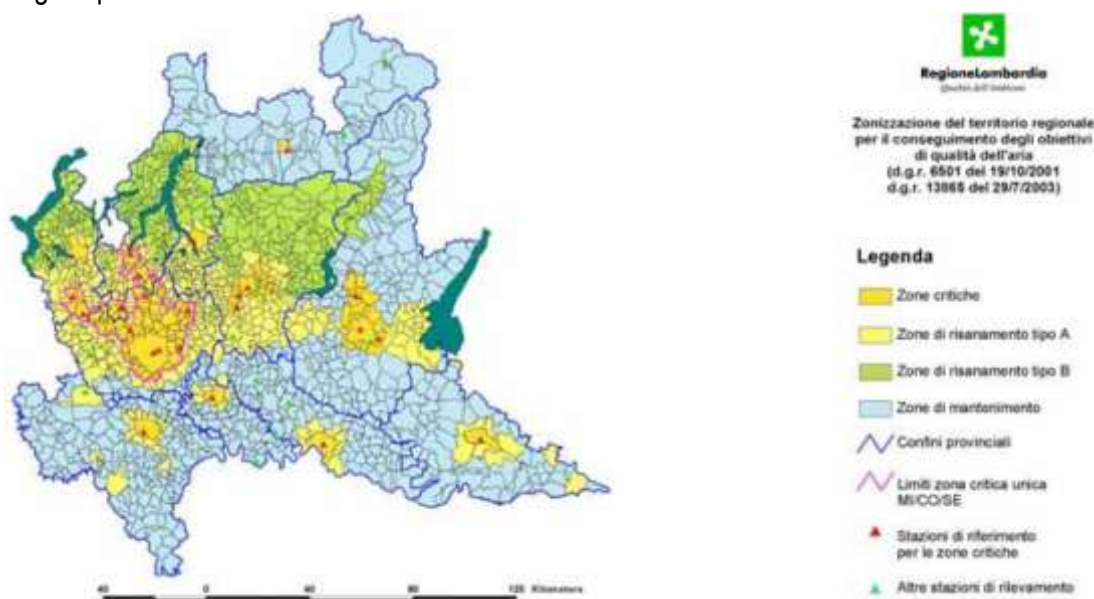 RegioneLombardia
Zonizzazione del territorio regionale
per il conseguimento degli obiettivi
di qualità dell'aria
(d.g.r. 6501 del 19/10/2001
d.g.r. 13865 del 29/7/2003)
Legenda
Zone critiche
Zone di risanamento tipo A
Zone di risanamento tipo B
Zone di mantenimento
Confini provinciali
Limiti zona critica unica
MI/CO/SE
Stazioni di riferimento
per le zone critiche
Altre stazioni di rilevamento
40 0 40 80 120 Kilometers